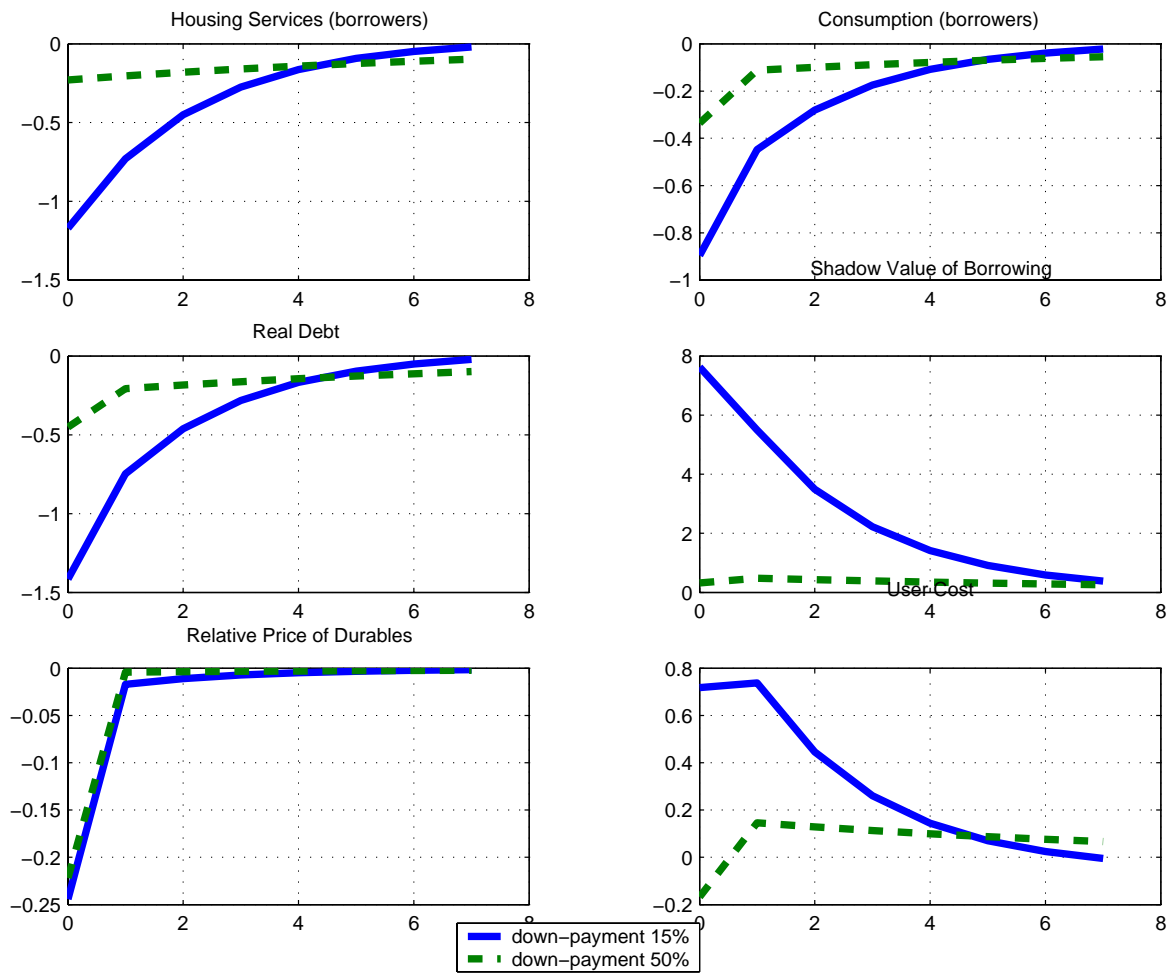 Housing Services (borrowers)
Consumption (borrowers)
0
−0.5
−1
−1.5
0 2 4 6 8
0
−0.2
−0.4
−0.6
−0.8
−1
0 2 4 6 8
Real Debt
Shadow Value of Borrowing
0
−0.5
−1
−1.5
0 2 4 6 8
8
6
4
2
0
0 2 4 6 8
Relative Price of Durables
User Cost
0
−0.05
−0.1
−0.15
−0.2
−0.25
0 2 4 6 8
0.8
0.6
0.4
0.2
0
−0.2
0 2 4 6 8
down−payment 15%
down−payment 50%